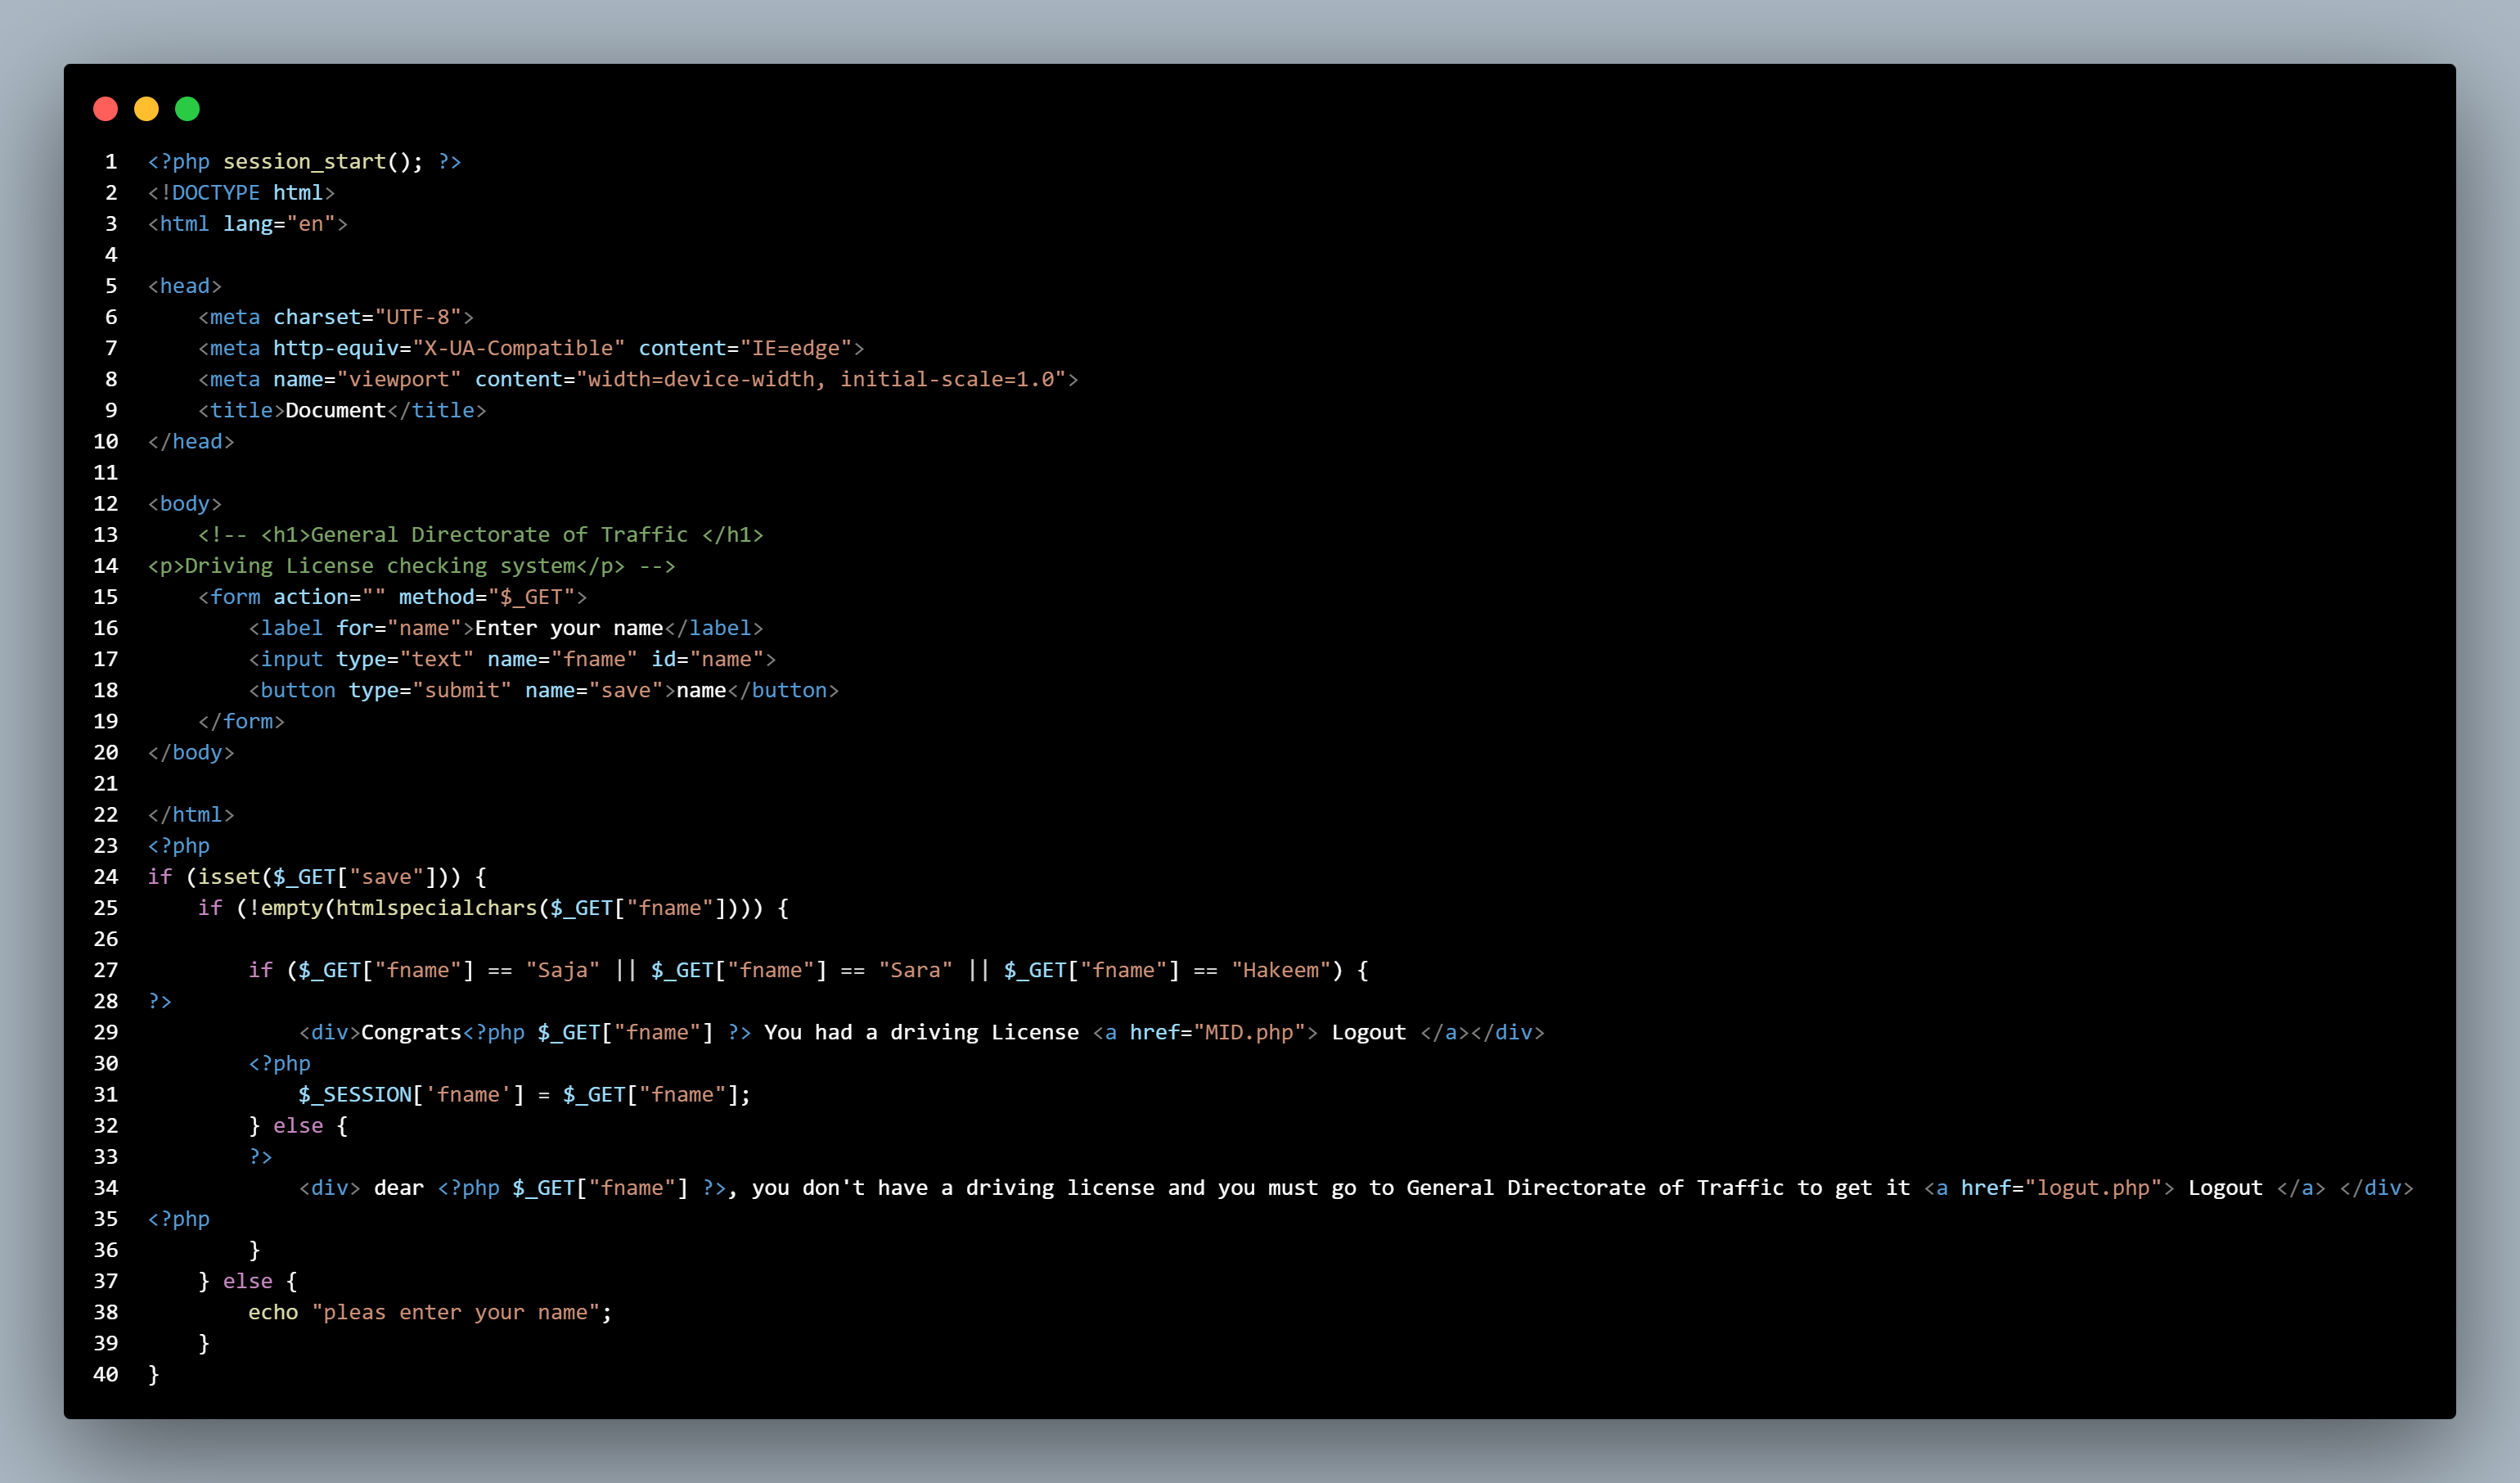 1 <?php session_start(); ?>
2 <!DOCTYPE html>
3 <html lang="en">
4
5 <head>
6     <meta charset="UTF-8">
7     <meta http-equiv="X-UA-Compatible" content="IE=edge">
8     <meta name="viewport" content="width=device-width, initial-scale=1.0">
9     <title>Document</title>
10 </head>
11
12 <body>
13     <!-- <h1>General Directorate of Traffic </h1>
14 <p>Driving License checking system</p> -->
15     <form action="" method="$_GET">
16         <label for="name">Enter your name</label>
17         <input type="text" name="fname" id="name">
18         <button type="submit" name="save">name</button>
19     </form>
20 </body>
21
22 </html>
23 <?php
24 if (isset($_GET["save"])) {
25     if (!empty(htmlspecialchars($_GET["fname"]))) {
26
27         if ($_GET["fname"] == "Saja" || $_GET["fname"] == "Sara" || $_GET["fname"] == "Hakeem") {
28 ?>
29             <div>Congrats<?php $_GET["fname"] ?> You had a driving License <a href="MID.php"> Logout </a></div>
30         <?php
31             $_SESSION['fname'] = $_GET["fname"];
32         } else {
33         ?>
34             <div> dear <?php $_GET["fname"] ?>, you don't have a driving license and you must go to General Directorate of Traffic to get it <a href="logut.php"> Logout </a> </div>
35 <?php
36         }
37     } else {
38         echo "pleas enter your name";
39     }
40 }